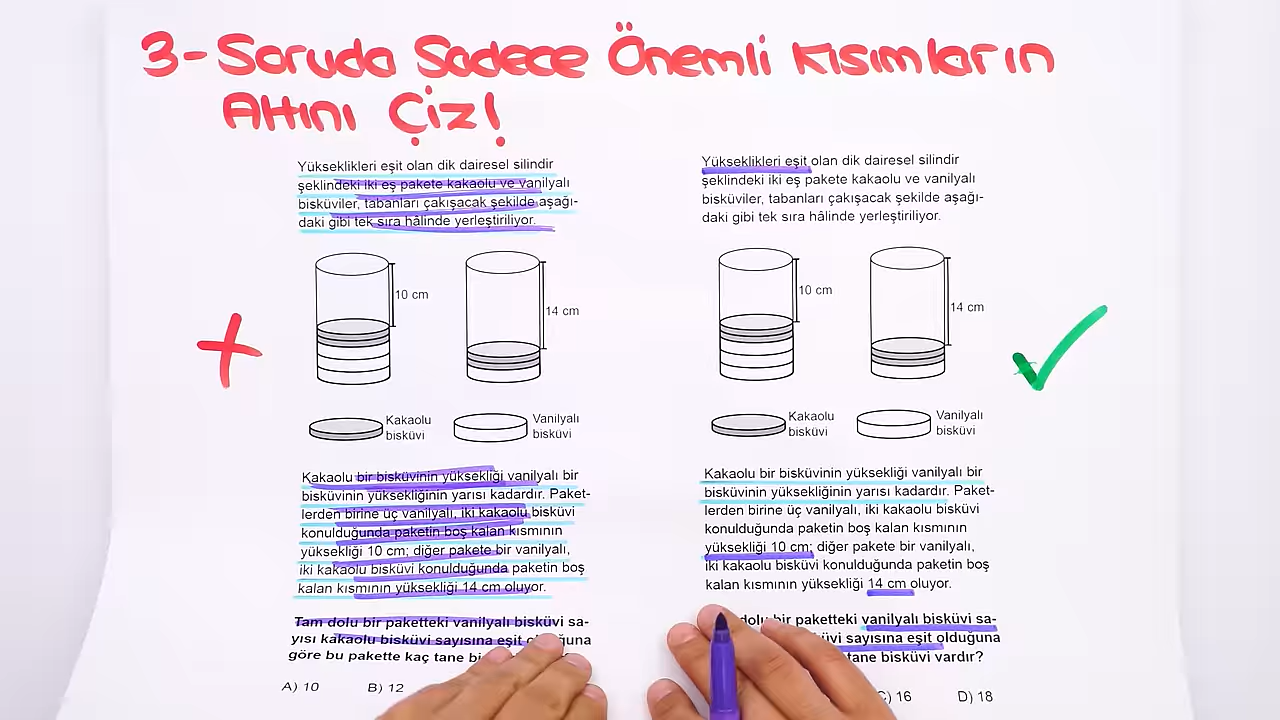 3- Soruda Sadece Önemli Kısımların
Altını Çiz!
Yükseklikleri eşit olan dik dairesel silindir
şeklindeki iki eş pakete kakaolu ve vanilyalı
bisküviler, tabanları çakışacak şekilde aşağı-
daki gibi tek sıra hâlinde yerleştiriliyor.
10 cm
14 cm
Kakaolu
bisküvi
Vanilyalı
bisküvi
Kakaolu bir bisküvinin yüksekliği vanilyalı bir
bisküvinin yüksekliğinin yarısı kadardır. Paket-
lerden birine üç vanilyalı, iki kakaolu bisküvi
konulduğunda paketin boş kalan kısmının
yüksekliği 10 cm; diğer pakete bir vanilyalı,
iki kakaolu bisküvi konulduğunda paketin boş
kalan kısmının yüksekliği 14 cm oluyor.
Tam dolu bir paketteki vanilyalı bisküvi sa-
yısı kakaolu bisküvi sayısına eşit olduğuna
göre bu pakette kaç tane
A) 10 B) 12
Yükseklikleri eşit olan dik dairesel silindir
şeklindeki iki eş pakete kakaolu ve vanilyalı
bisküviler, tabanları çakışacak şekilde aşağı-
daki gibi tek sıra hâlinde yerleştiriliyor.
10 cm
14 cm
Kakaolu
bisküvi
Vanilyalı
bisküvi
Kakaolu bir bisküvinin yüksekliği vanilyalı bir
bisküvinin yüksekliğinin yarısı kadardır. Paket-
lerden birine üç vanilyalı, iki kakaolu bisküvi
konulduğunda paketin boş kalan kısmının
yüksekliği 10 cm; diğer pakete bir vanilyalı,
iki kakaolu bisküvi konulduğunda paketin boş
kalan kısmının yüksekliği 14 cm oluyor.
dolu bir paketteki vanilyalı bisküvi sa-
sayısına eşit olduğuna
tane bisküvi vardır?
C) 16 D) 18